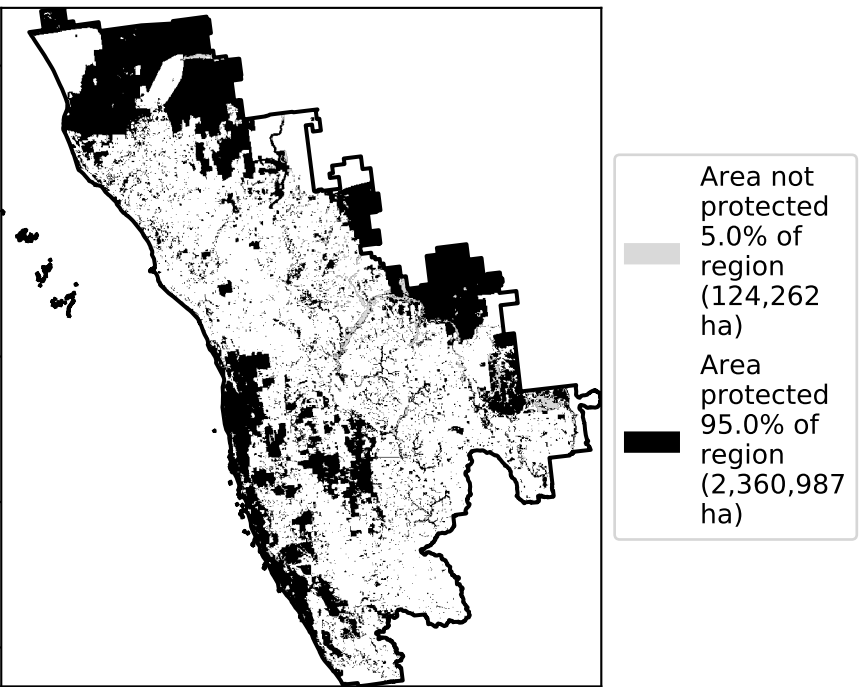 Area not
protected
5.0% of
region
(124,262
ha)
Area
protected
95.0% of
region
(2,360,987
ha)